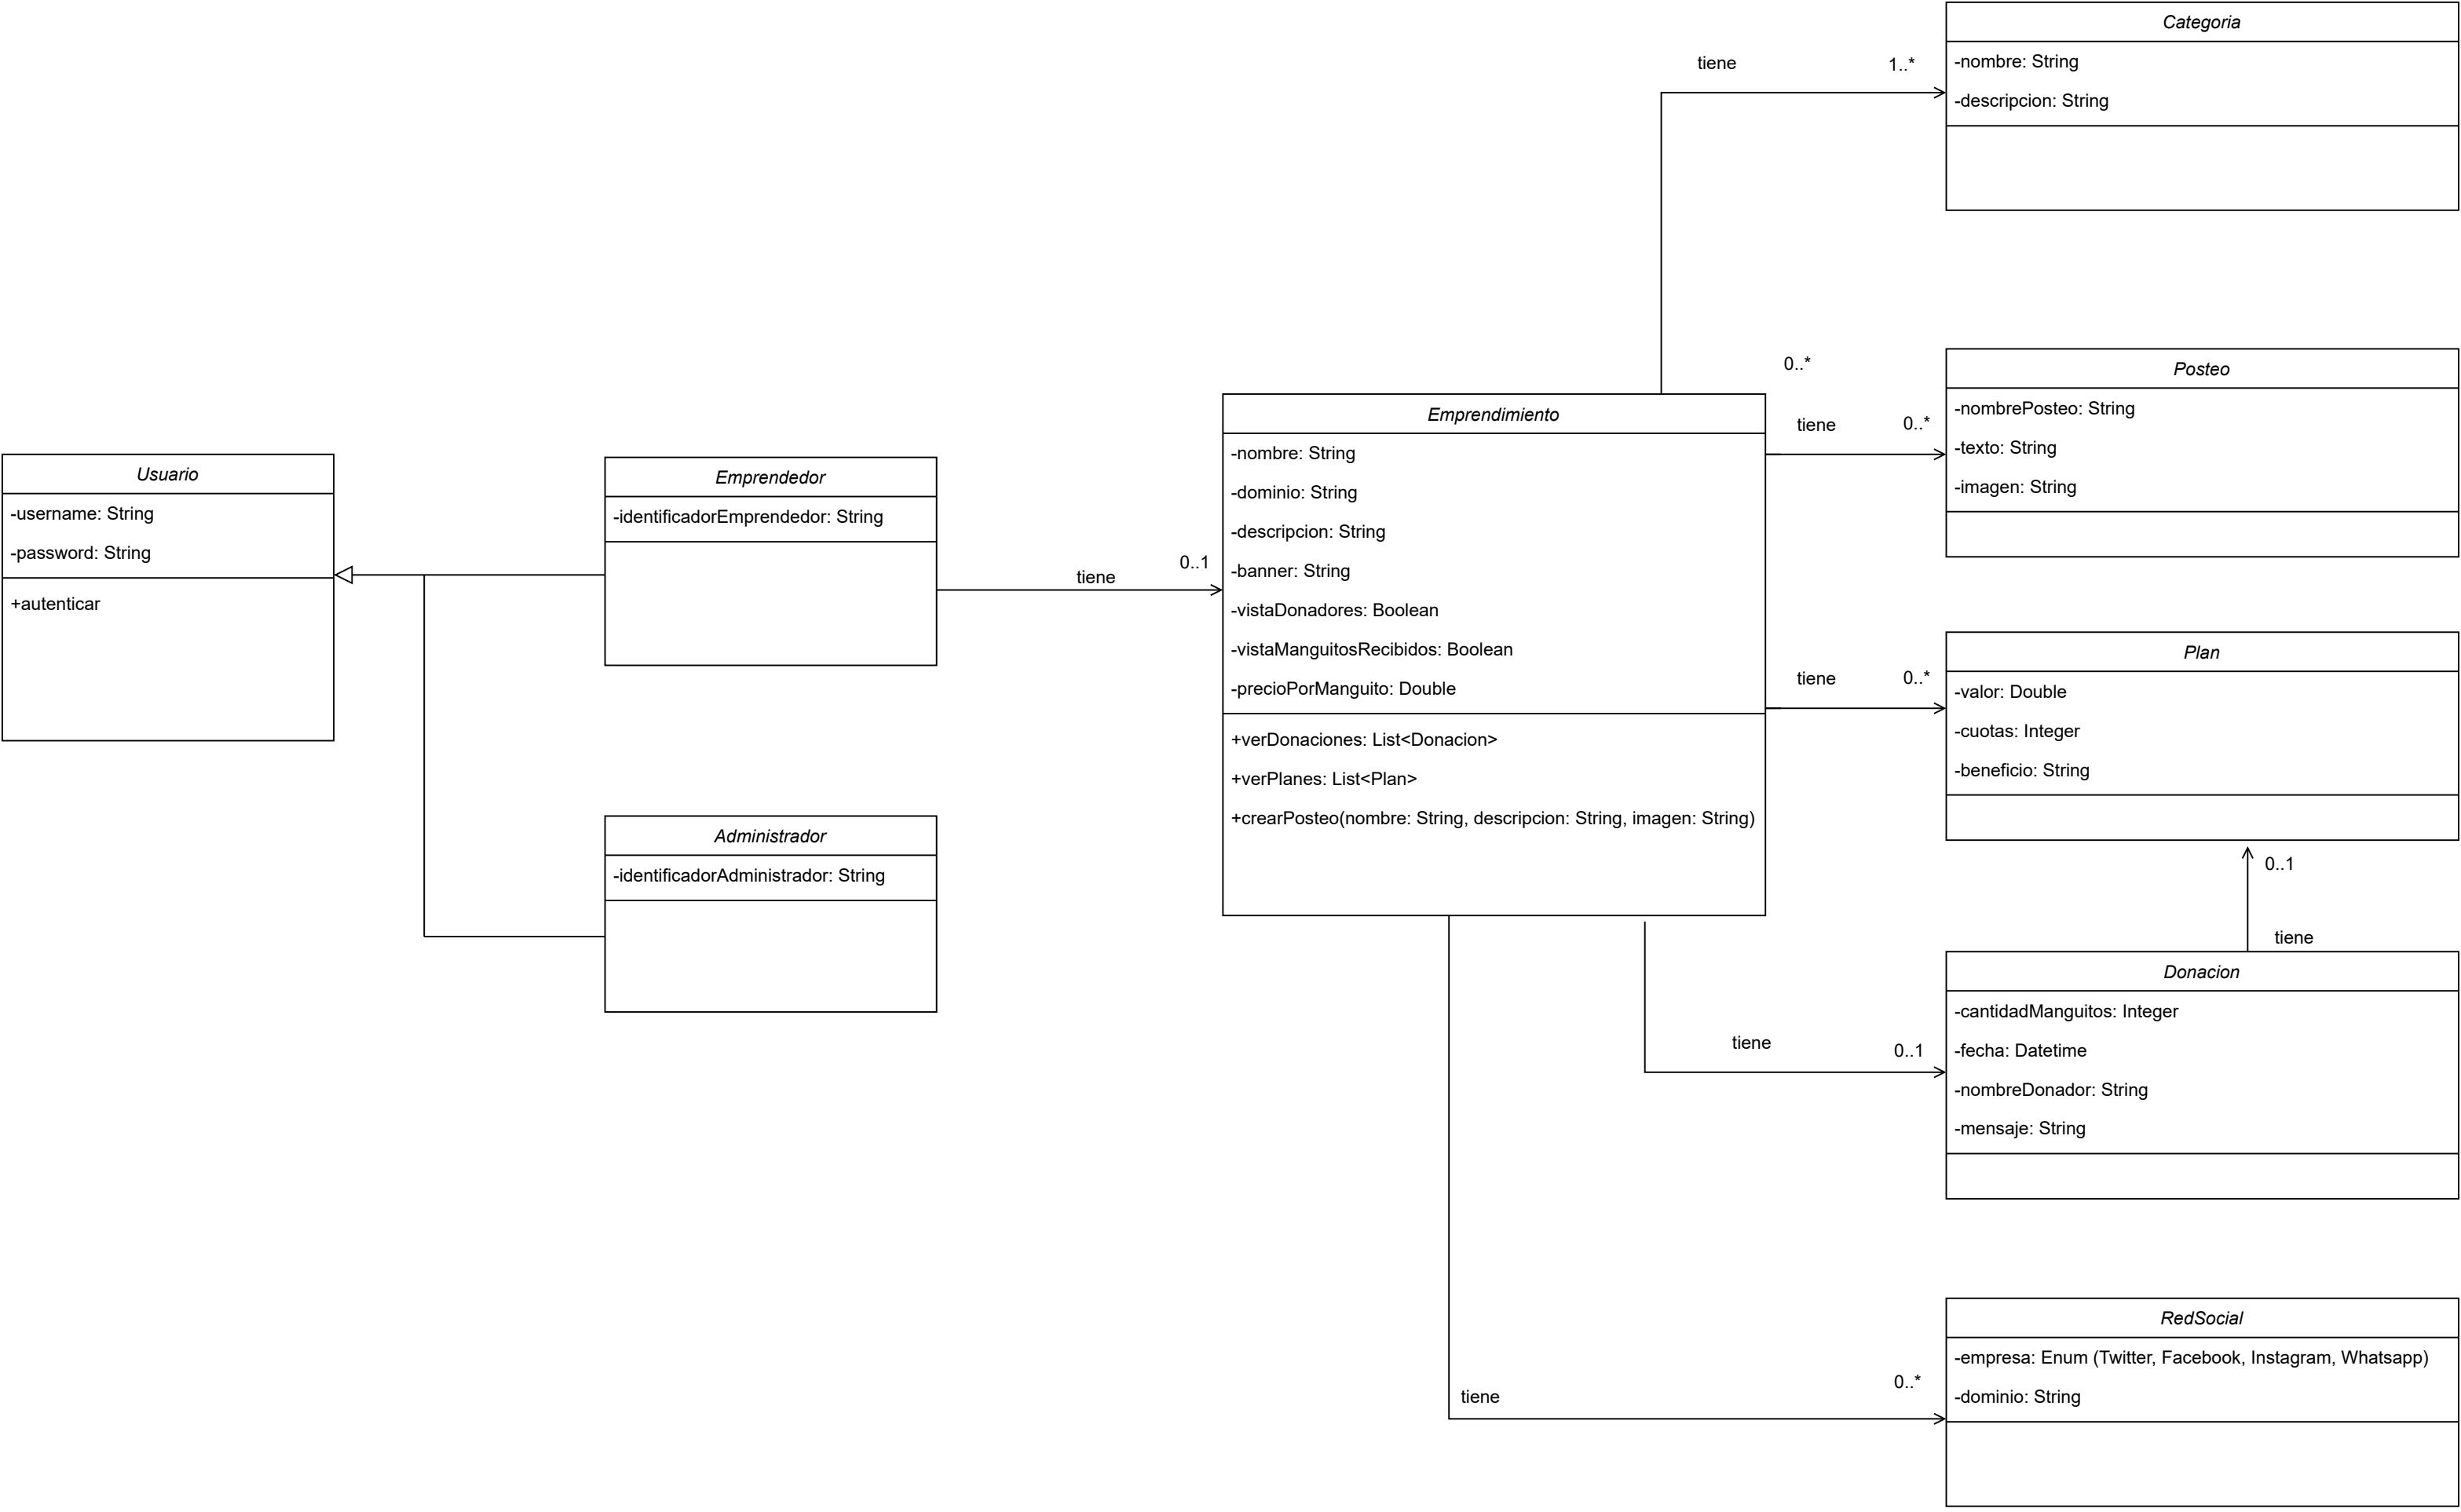 Categoria
-nombre: String
-descripcion: String
tiene
1..*
0..*
Posteo
-nombrePosteo: String
-texto: String
-imagen: String
tiene
0..*
Usuario
-username: String
-password: String
+autenticar
Emprendedor
-identificadorEmprendedor: String
tiene
0..1
Emprendimiento
-nombre: String
-dominio: String
-descripcion: String
-banner: String
-vistaDonadores: Boolean
-vistaManguitosRecibidos: Boolean
-precioPorManguito: Double
+verDonaciones: List<Donacion>
+verPlanes: List<Plan>
+crearPosteo(nombre: String, descripcion: String, imagen: String)
tiene
0..*
Plan
-valor: Double
-cuotas: Integer
-beneficio: String
Administrador
-identificadorAdministrador: String
0..1
tiene
Donacion
-cantidadManguitos: Integer
-fecha: Datetime
-nombreDonador: String
-mensaje: String
tiene
0..1
RedSocial
-empresa: Enum (Twitter, Facebook, Instagram, Whatsapp)
-dominio: String
tiene
0..*